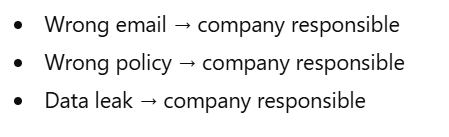 • Wrong email → company responsible
• Wrong policy → company responsible
• Data leak → company responsible